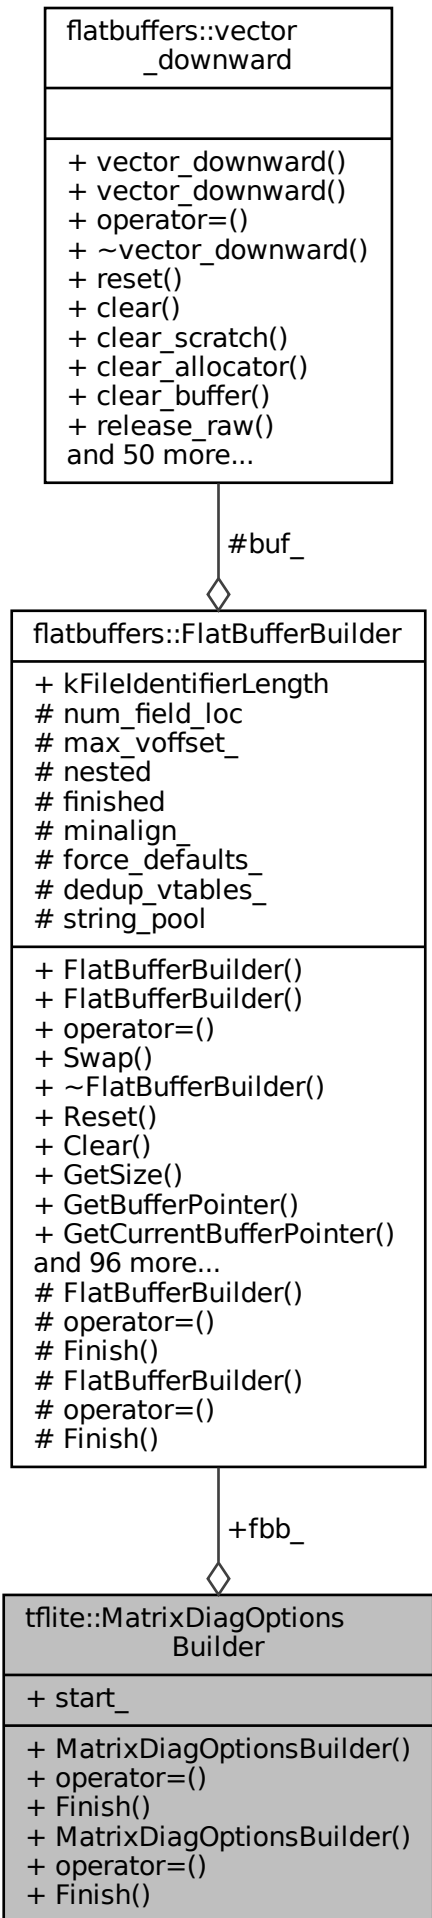 flatbuffers::vector
_downward
+ vector_downward()
+ vector_downward()
+ operator=()
+ ~vector_downward()
+ reset()
+ clear()
+ clear_scratch()
+ clear_allocator()
+ clear_buffer()
+ release_raw()
and 50 more...
#buf_
flatbuffers::FlatBufferBuilder
+ kFileIdentifierLength
# num_field_loc
# max_voffset_
# nested
# finished
# minalign_
# force_defaults_
# dedup_vtables_
# string_pool
+ FlatBufferBuilder()
+ FlatBufferBuilder()
+ operator=()
+ Swap()
+ ~FlatBufferBuilder()
+ Reset()
+ Clear()
+ GetSize()
+ GetBufferPointer()
+ GetCurrentBufferPointer()
and 96 more...
# FlatBufferBuilder()
# operator=()
# Finish()
# FlatBufferBuilder()
# operator=()
# Finish()
+fbb_
tflite::MatrixDiagOptions
Builder
+ start_
+ MatrixDiagOptionsBuilder()
+ operator=()
+ Finish()
+ MatrixDiagOptionsBuilder()
+ operator=()
+ Finish()